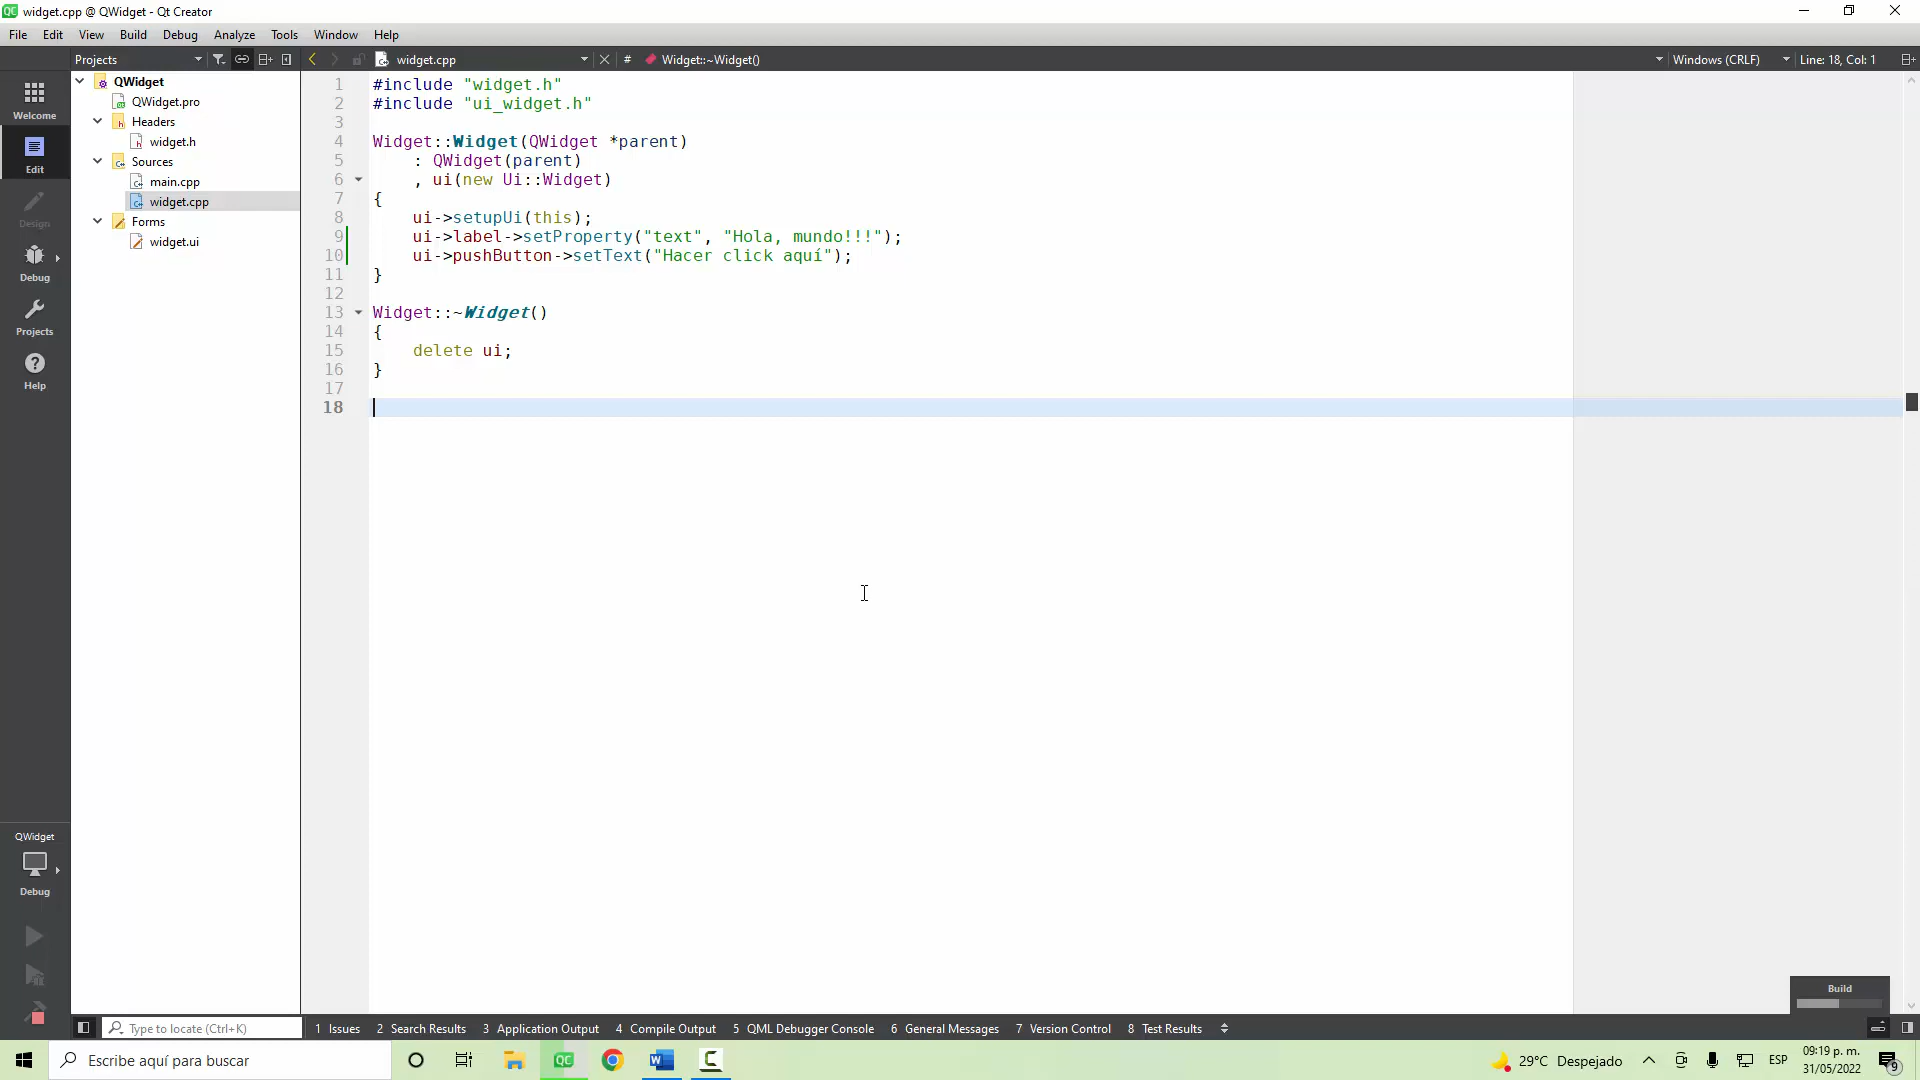 widget.cpp @ QWidget - Qt Creator
File Edit View Build Debug Analyze Tools Window Help
Projects widget.cpp # Widget::~Widget() Windows (CRLF) Line: 18, Col: 1
Welcome
Edit
Design
Debug
Projects
Help
QWidget
Debug
QWidget
QWidget.pro
Headers
widget.h
Sources
main.cpp
widget.cpp
Forms
widget.ui
1 #include "widget.h"
2 #include "ui_widget.h"
3
4 Widget::Widget(QWidget *parent)
5 : QWidget(parent)
6 , ui(new Ui::Widget)
7 {
8 ui->setupUi(this);
9 ui->label->setProperty("text", "Hola, mundo!!!");
10 ui->pushButton->setText("Hacer click aquí");
11 }
12
13 Widget::~Widget()
14 {
15 delete ui;
16 }
17
18
Build
Type to locate (Ctrl+K) 1 Issues 2 Search Results 3 Application Output 4 Compile Output 5 QML Debugger Console 6 General Messages 7 Version Control 8 Test Results
Escribe aquí para buscar
29°C Despejado
ESP
09:19 p. m.
31/05/2022
9